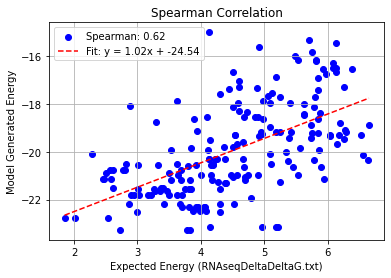 Spearman Correlation
Spearman: 0.62
Fit: y = 1.02x + -24.54
Model Generated Energy
−16
−18
−20
−22
2
3
4
5
6
Expected Energy (RNAseqDeltaDeltaG.txt)